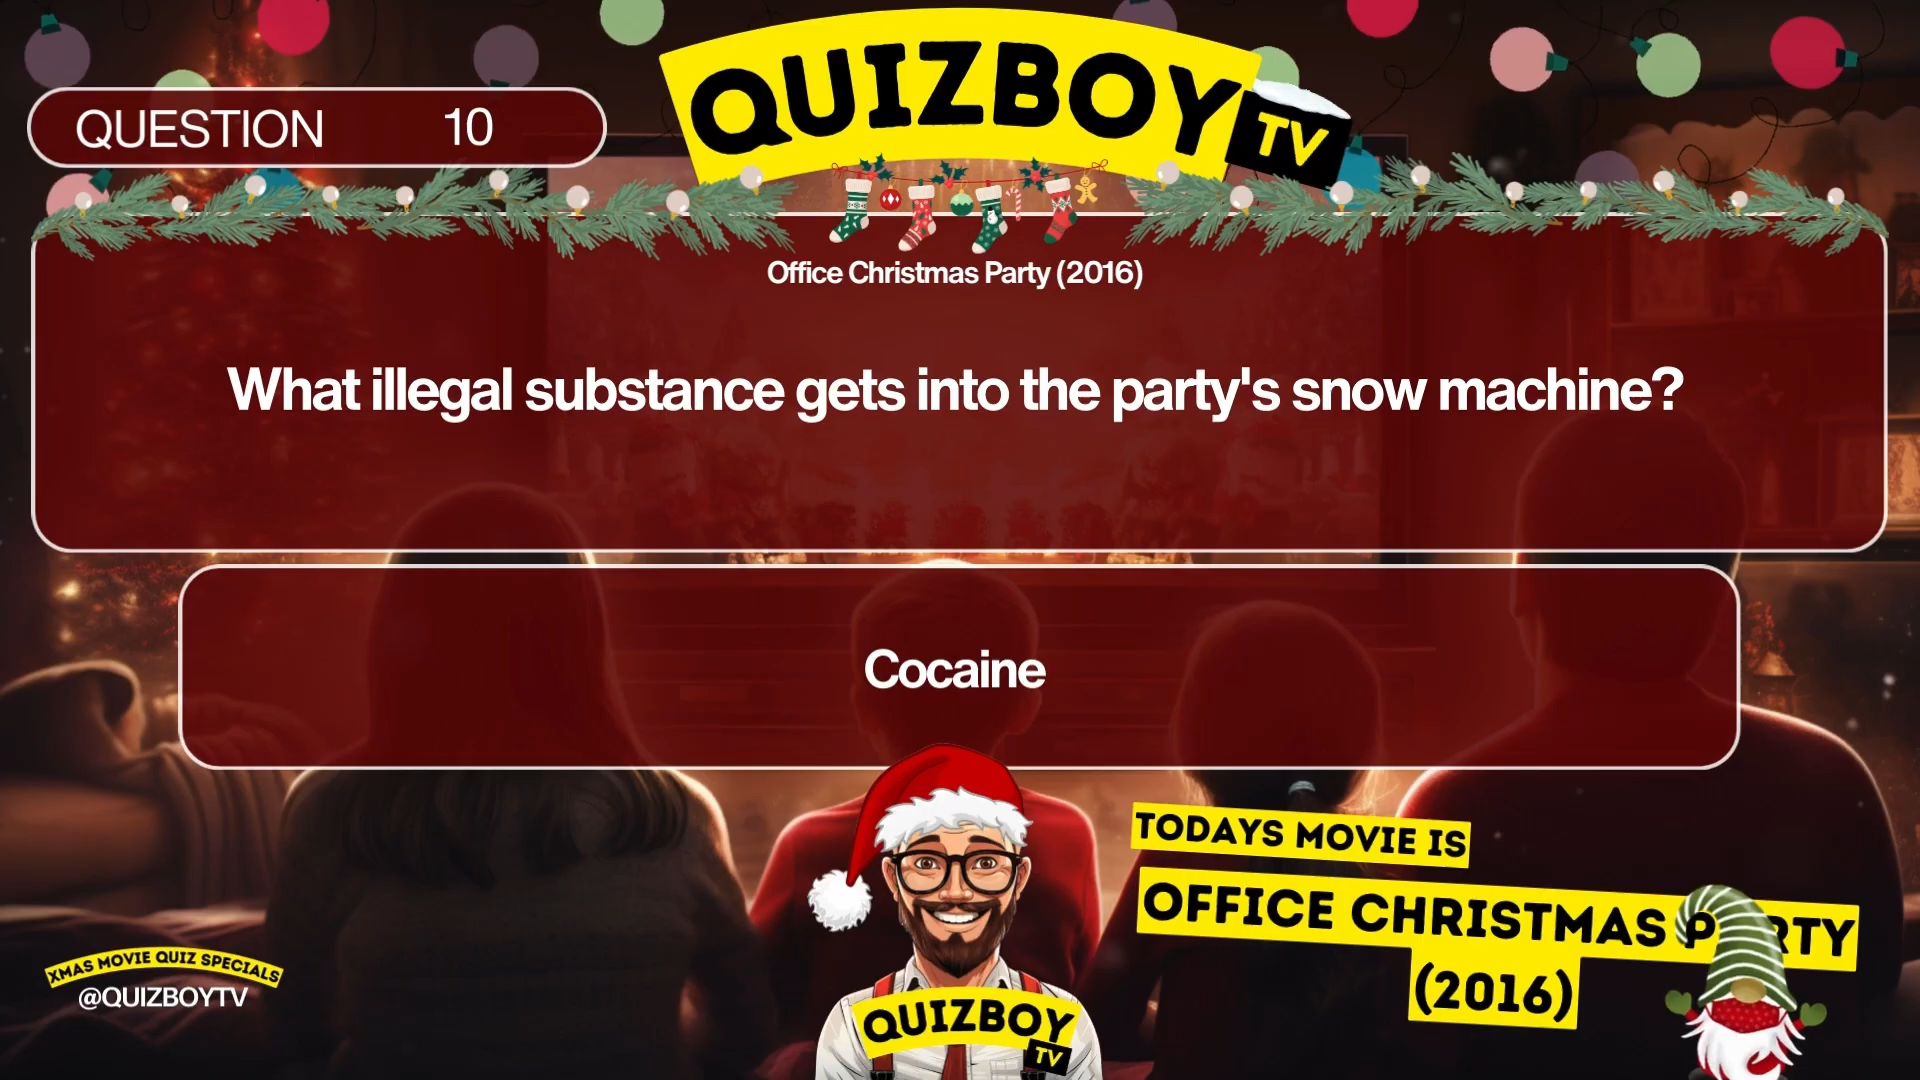 QUIZBOY
TV
QUESTION 10
Office Christmas Party (2016)
What illegal substance gets into the party's snow machine?
Cocaine
TODAYS MOVIE IS
OFFICE CHRISTMAS P RTY
(2016)
XMAS MOVIE QUIZ SPECIALS
@QUIZBOYTV
QUIZBOY
TV